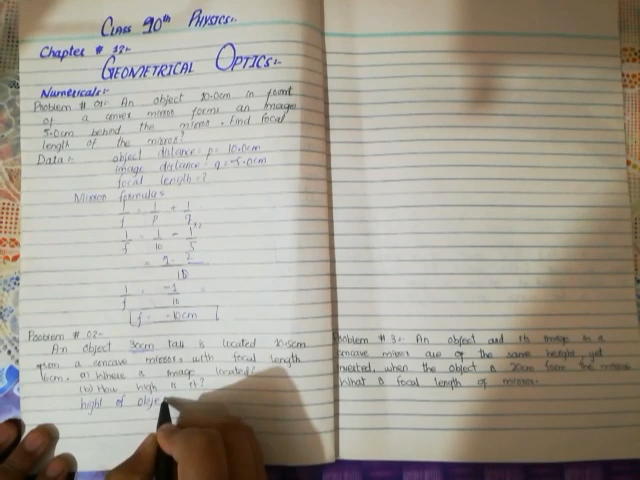 CLASS 10th PHYSICS:-
Chapter # 12:-
GEOMETRICAL OPTICS:-
Numericals:-
Problem # 01:- An object 10.0cm in front
of a convex mirror forms an image
5.0cm behind the mirror. Find focal
length of the mirror?
Data:- object distance = p = 10.0cm
image distance = q = -5.0cm
focal length = ?
Mirror formula =
1/f = 1/p + 1/q
1/f = 1/10 - 1/5
= 1 - 2 / 10
1/f = -1/10
f = -10cm
Problem # 02:-
An object 30cm tall is located 10.5cm
from a concave mirror, with focal length
16cm. a) Where is image located?
(b) How high is it?
hight of obje
Problem # 3:- An object and its image in a
concave mirror are of the same height, yet
inverted, when the object is 20cm from the mirror.
What is focal length of mirror.